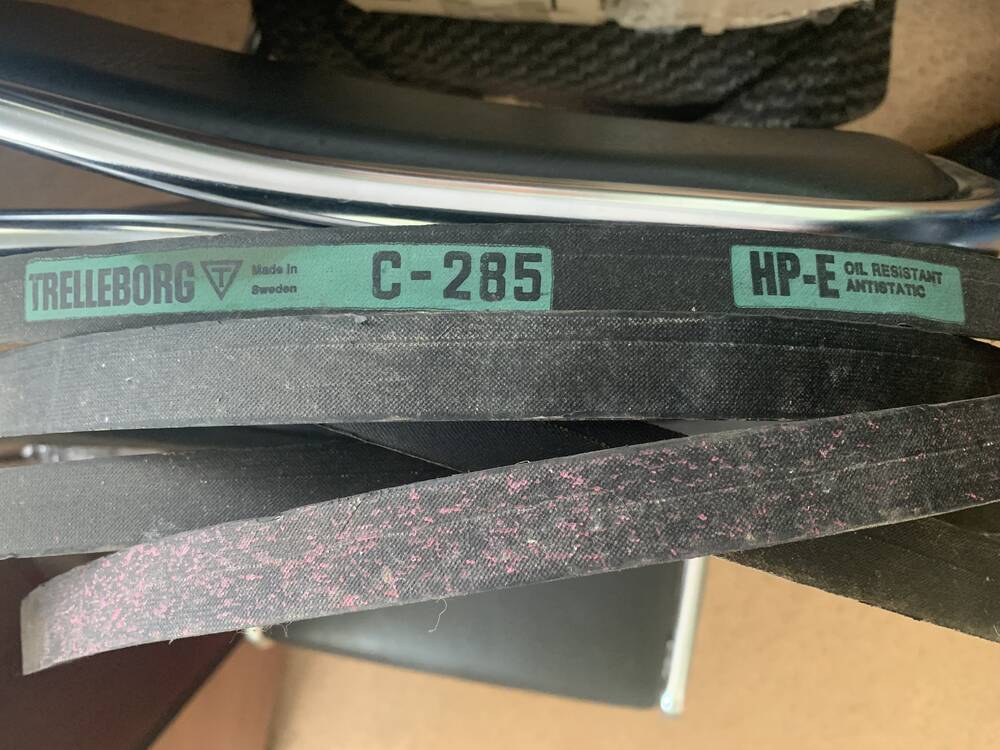 TRELLEBORG T Made in Sweden C-285
HP-E OIL RESISTANT ANTISTATIC